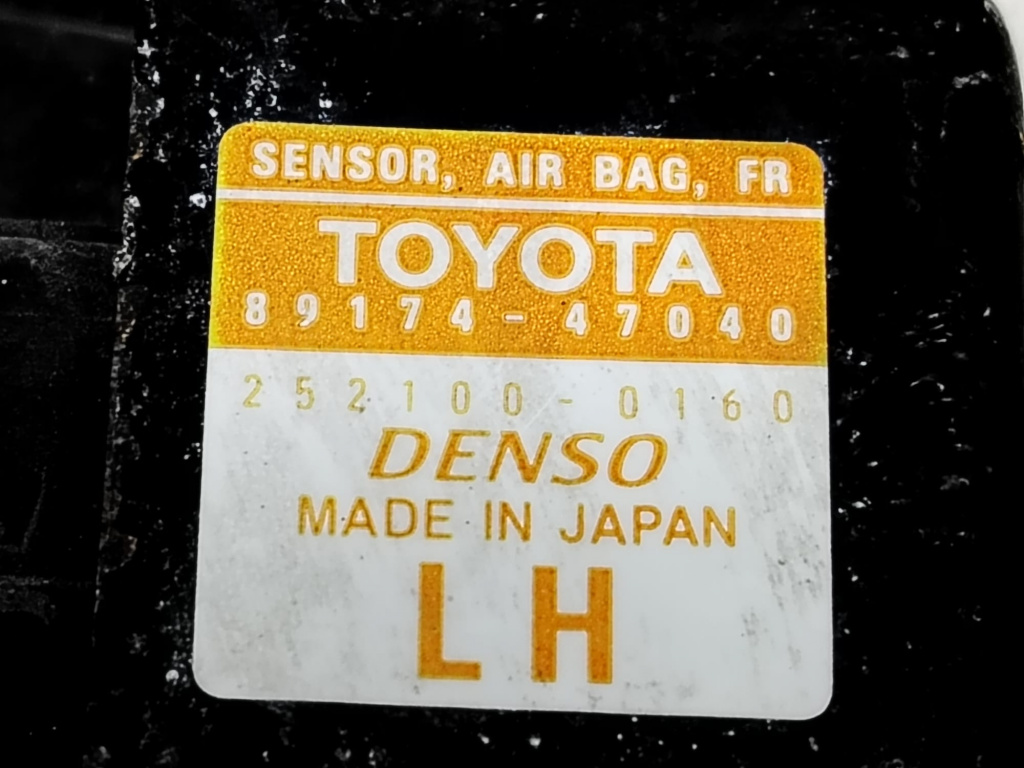 SENSOR, AIR BAG, FR
TOYOTA
89174-47040
252100-0160
DENSO
MADE IN JAPAN
LH